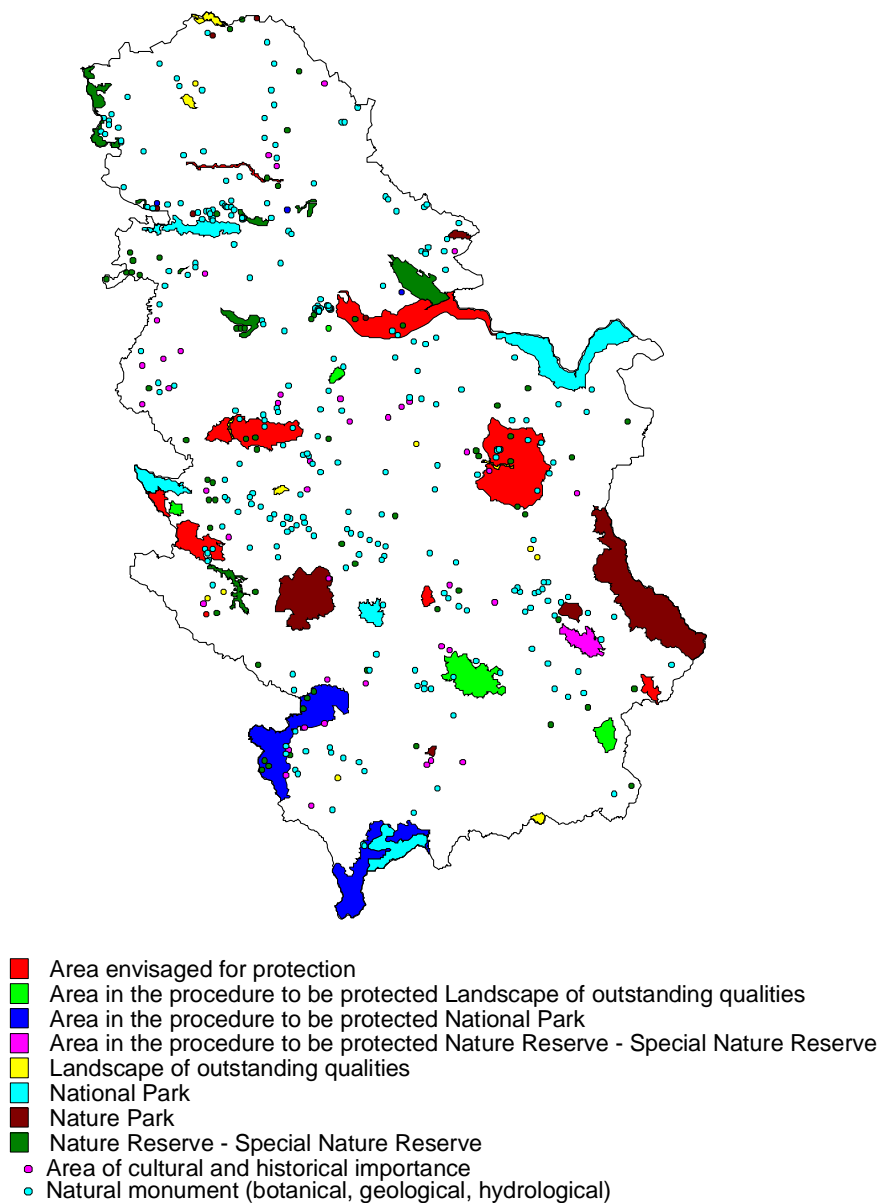 Area envisaged for protection
Area in the procedure to be protected Landscape of outstanding qualities
Area in the procedure to be protected National Park
Area in the procedure to be protected Nature Reserve - Special Nature Reserve
Landscape of outstanding qualities
National Park
Nature Park
Nature Reserve - Special Nature Reserve
Area of cultural and historical importance
Natural monument (botanical, geological, hydrological)